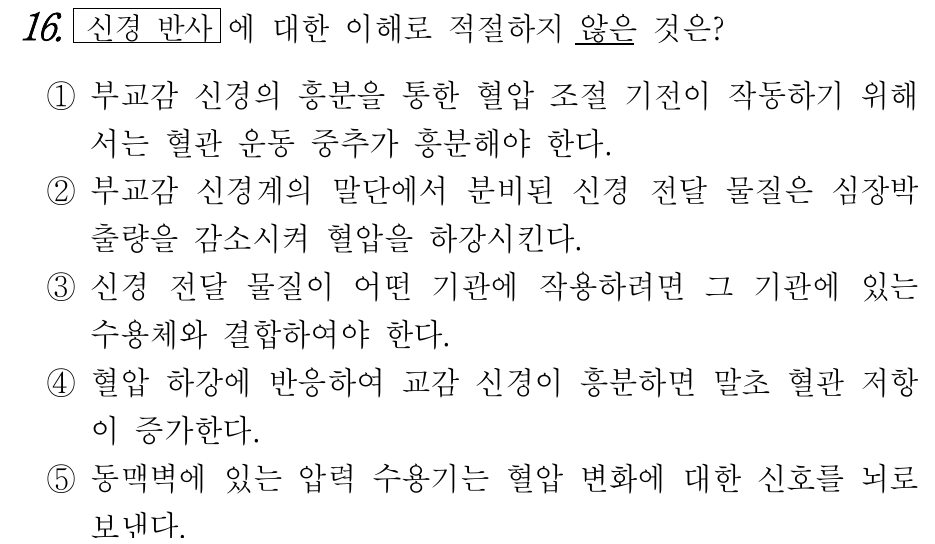 16. 신경 반사 에 대한 이해로 적절하지 않은 것은?
① 부교감 신경의 흥분을 통한 혈압 조절 기전이 작동하기 위해
서는 혈관 운동 중추가 흥분해야 한다.
② 부교감 신경계의 말단에서 분비된 신경 전달 물질은 심장박
출량을 감소시켜 혈압을 하강시킨다.
③ 신경 전달 물질이 어떤 기관에 작용하려면 그 기관에 있는
수용체와 결합하여야 한다.
④ 혈압 하강에 반응하여 교감 신경이 흥분하면 말초 혈관 저항
이 증가한다.
⑤ 동맥벽에 있는 압력 수용기는 혈압 변화에 대한 신호를 뇌로
보낸다.